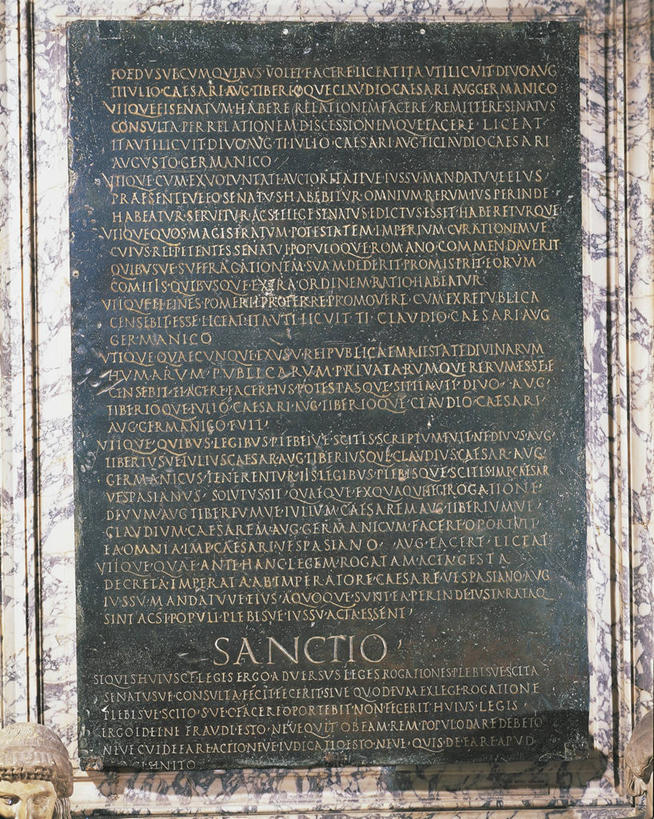 FOEDVSVE CVM QVIBVS VOLET FACERE LICEAT ITA VTI LICVIT DIVO AVG
TI IVLIO CAESARI AVG TIBERIOQVE CLAVDIO CAESARI AVG GERMANICO
VTIQVE EI SENATVM HABERE RELATIONEM FACERE REMITTERE SENATVS
CONSVLTA PER RELATIONEM DISCESSIONEMQVE FACERE LICEAT
ITA VTI LICVIT DIVO AVG TI IVLIO CAESARI AVG TI CLAVDIO CAESARI
AVGVSTO GERMANICO
VTIQVE CVM EX VOLVNTATE AVCTORITATEVE IVSSV MANDATVVE EIVS
PRAESENTEVE EO SENATVS HABEBITVR OMNIVM RERVM IVS PERINDE
HABEATVR SERVETVR AC SI E LEGE SENATVS EDICTVS ESSET HABERETVRQVE
VTIQVE QVOS MAGISTRATVM POTESTATEM IMPERIVM CVRATIONEMVE
CVIVS REI PETENTES SENATVI POPVLOQVE ROMANO COMMENDAVERIT
QVIBVSVE SVFFRAGATIONEM SVAM DEDERIT PROMISERIT EORVM
COMITIS QVIBVSQVE EXTRA ORDINEM RATIO HABEATVR
VTIQVE EI FINES POMERII PROFERRE PROMOVERE CVM EX REPVBLICA
CENSEBIT ESSE LICEAT ITA VTI LICVIT TI CLAVDIO CAESARI AVG
GERMANICO
VTIQVE QVAECVNQVE EX VSV REIPVBLICAE MAIESTATE DIVINARVM
HVMARVM PVBLICARVM PRIVATARVMQVE RERVM ESSE E
CENSEBIT EI AGERE FACERE IVS POTESTASQVE SIT ITA VTI DIVO AVG
TIBERIOQVE IVLIO CAESARI AVG TIBERIOQVE CLAVDIO CAESARI
AVG GERMANICO FVIT
VTIQVE QVIBVS LEGIBVS PLEBEIVE SCITIS SCRIPTVM FVIT NE DIVVS AVG
TIBERIVSVE IVLIVS CAESAR AVG TIBERIVSQVE CLAVDIVS CAESAR AVG
GERMANICVS TENERENTVR IIS LEGIBVS PLEBISQVE SCITIS IMP CAESAR
VESPASIANVS SOLVTVS SIT QVAEQVE EX QVAQVE LEGE ROGATIONE
DIVVM AVG TIBERIVMVE IVLIVM CAESAREM AVG TIBERIVMVE
CLAVDIVM CAESAREM AVG GERMANICVM FACERE OPORTVIT
EA OMNIA IMP CAESARI VESPASIANO AVG FACERE LICEAT
VTIQVE QVAE ANTE HANC LEGEM ROGATAM ACTA GESTA
DECRETA IMPERATA AB IMPERATORE CAESARE VESPASIANO AVG
IVSSV MANDATVVE EIVS A QVOQVE SVNT EA PERINDE IVSTA RATAQ
SINT AC SI POPVLI PLEBISVE IVSSV ACTA ESSENT
SANCTIO
SI QVIS HVIVSCE LEGIS ERGO ADVERSVS LEGES ROGATIONES PLEBISVE SCITA
SENATVSVE CONSVLTA FECIT FECERIT SIVE QVOD EVM EX LEGE ROGATIONE
PLEBISVE SCITO S VE C FACERE OPORTEBIT NON FECERIT HVIVS LEGIS
ERGO ID EI NE FRAVDI ESTO NEVE QVIT OB EAM REM POPVLO DARE DEBETO
NEVE CVI DE EA RE ACTIO NEVE IVDICATIO ESTO NEVE QVIS DE EA RE APVD